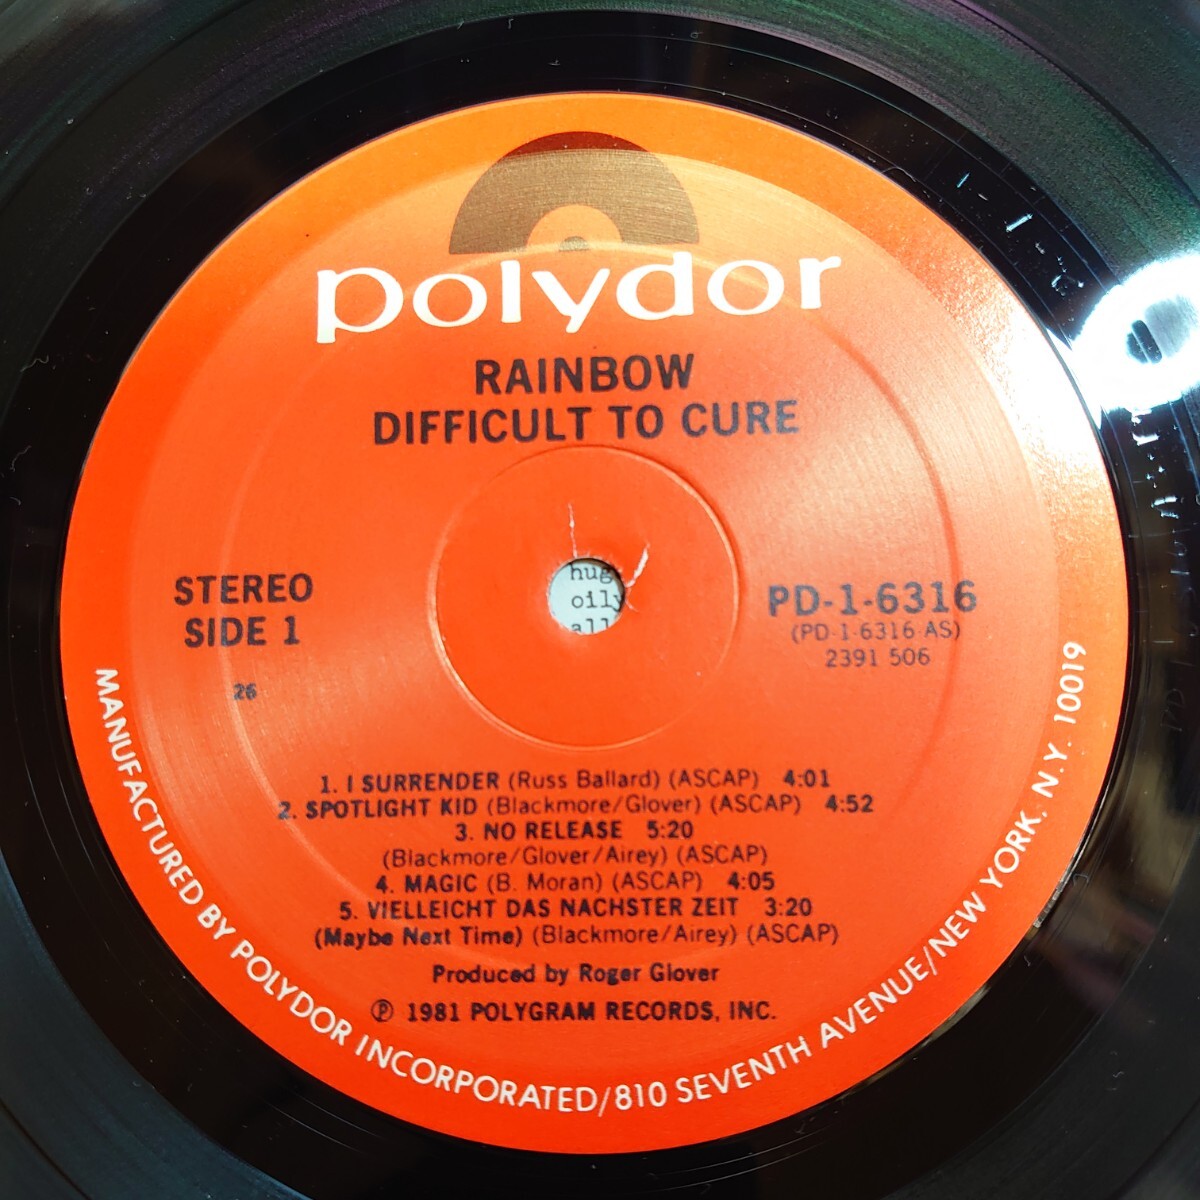 polydor
RAINBOW
DIFFICULT TO CURE
STEREO
SIDE 1
26
PD-1-6316
(PD-1-6316 AS)
2391 506
hug
oily
all
1. I SURRENDER (Russ Ballard) (ASCAP) 4:01
2. SPOTLIGHT KID (Blackmore/Glover) (ASCAP) 4:52
3. NO RELEASE 5:20
(Blackmore/Glover/Airey) (ASCAP)
4. MAGIC (B. Moran) (ASCAP) 4:05
5. VIELLEICHT DAS NACHSTER ZEIT 3:20
(Maybe Next Time) (Blackmore/Airey) (ASCAP)
Produced by Roger Glover
℗ 1981 POLYGRAM RECORDS, INC.
MANUFACTURED BY POLYDOR INCORPORATED/810 SEVENTH AVENUE/NEW YORK, N.Y. 10019